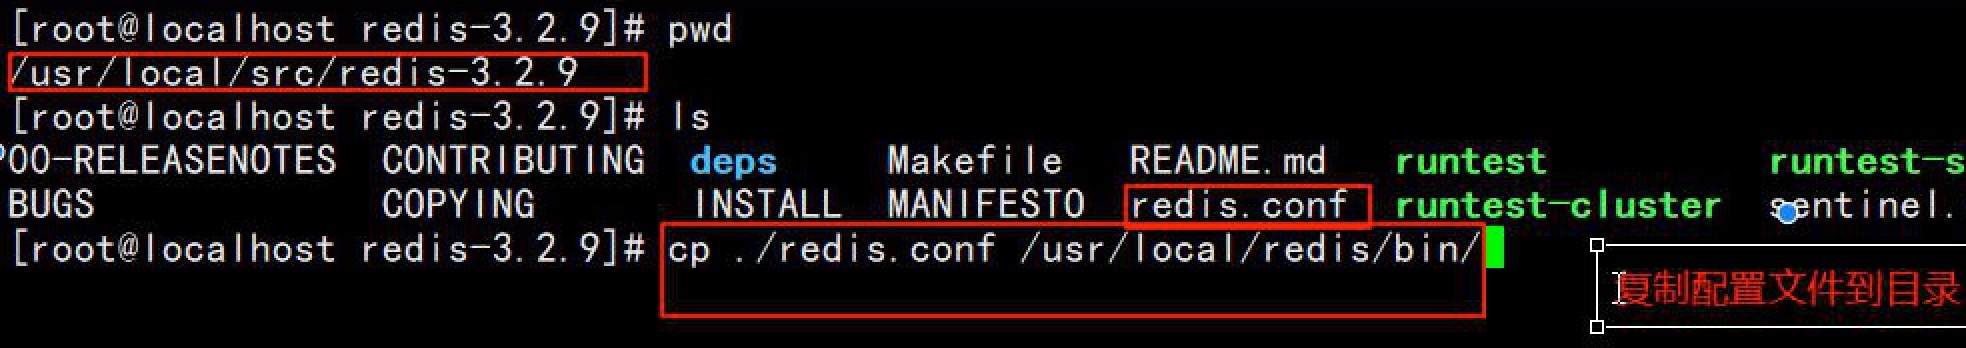 [root@localhost redis-3.2.9]# pwd
/usr/local/src/redis-3.2.9
[root@localhost redis-3.2.9]# ls
00-RELEASENOTES CONTRIBUTING deps Makefile README.md runtest runtest-s
BUGS COPYING INSTALL MANIFESTO redis.conf runtest-cluster sentinel.
[root@localhost redis-3.2.9]# cp ./redis.conf /usr/local/redis/bin/
复制配置文件到目录